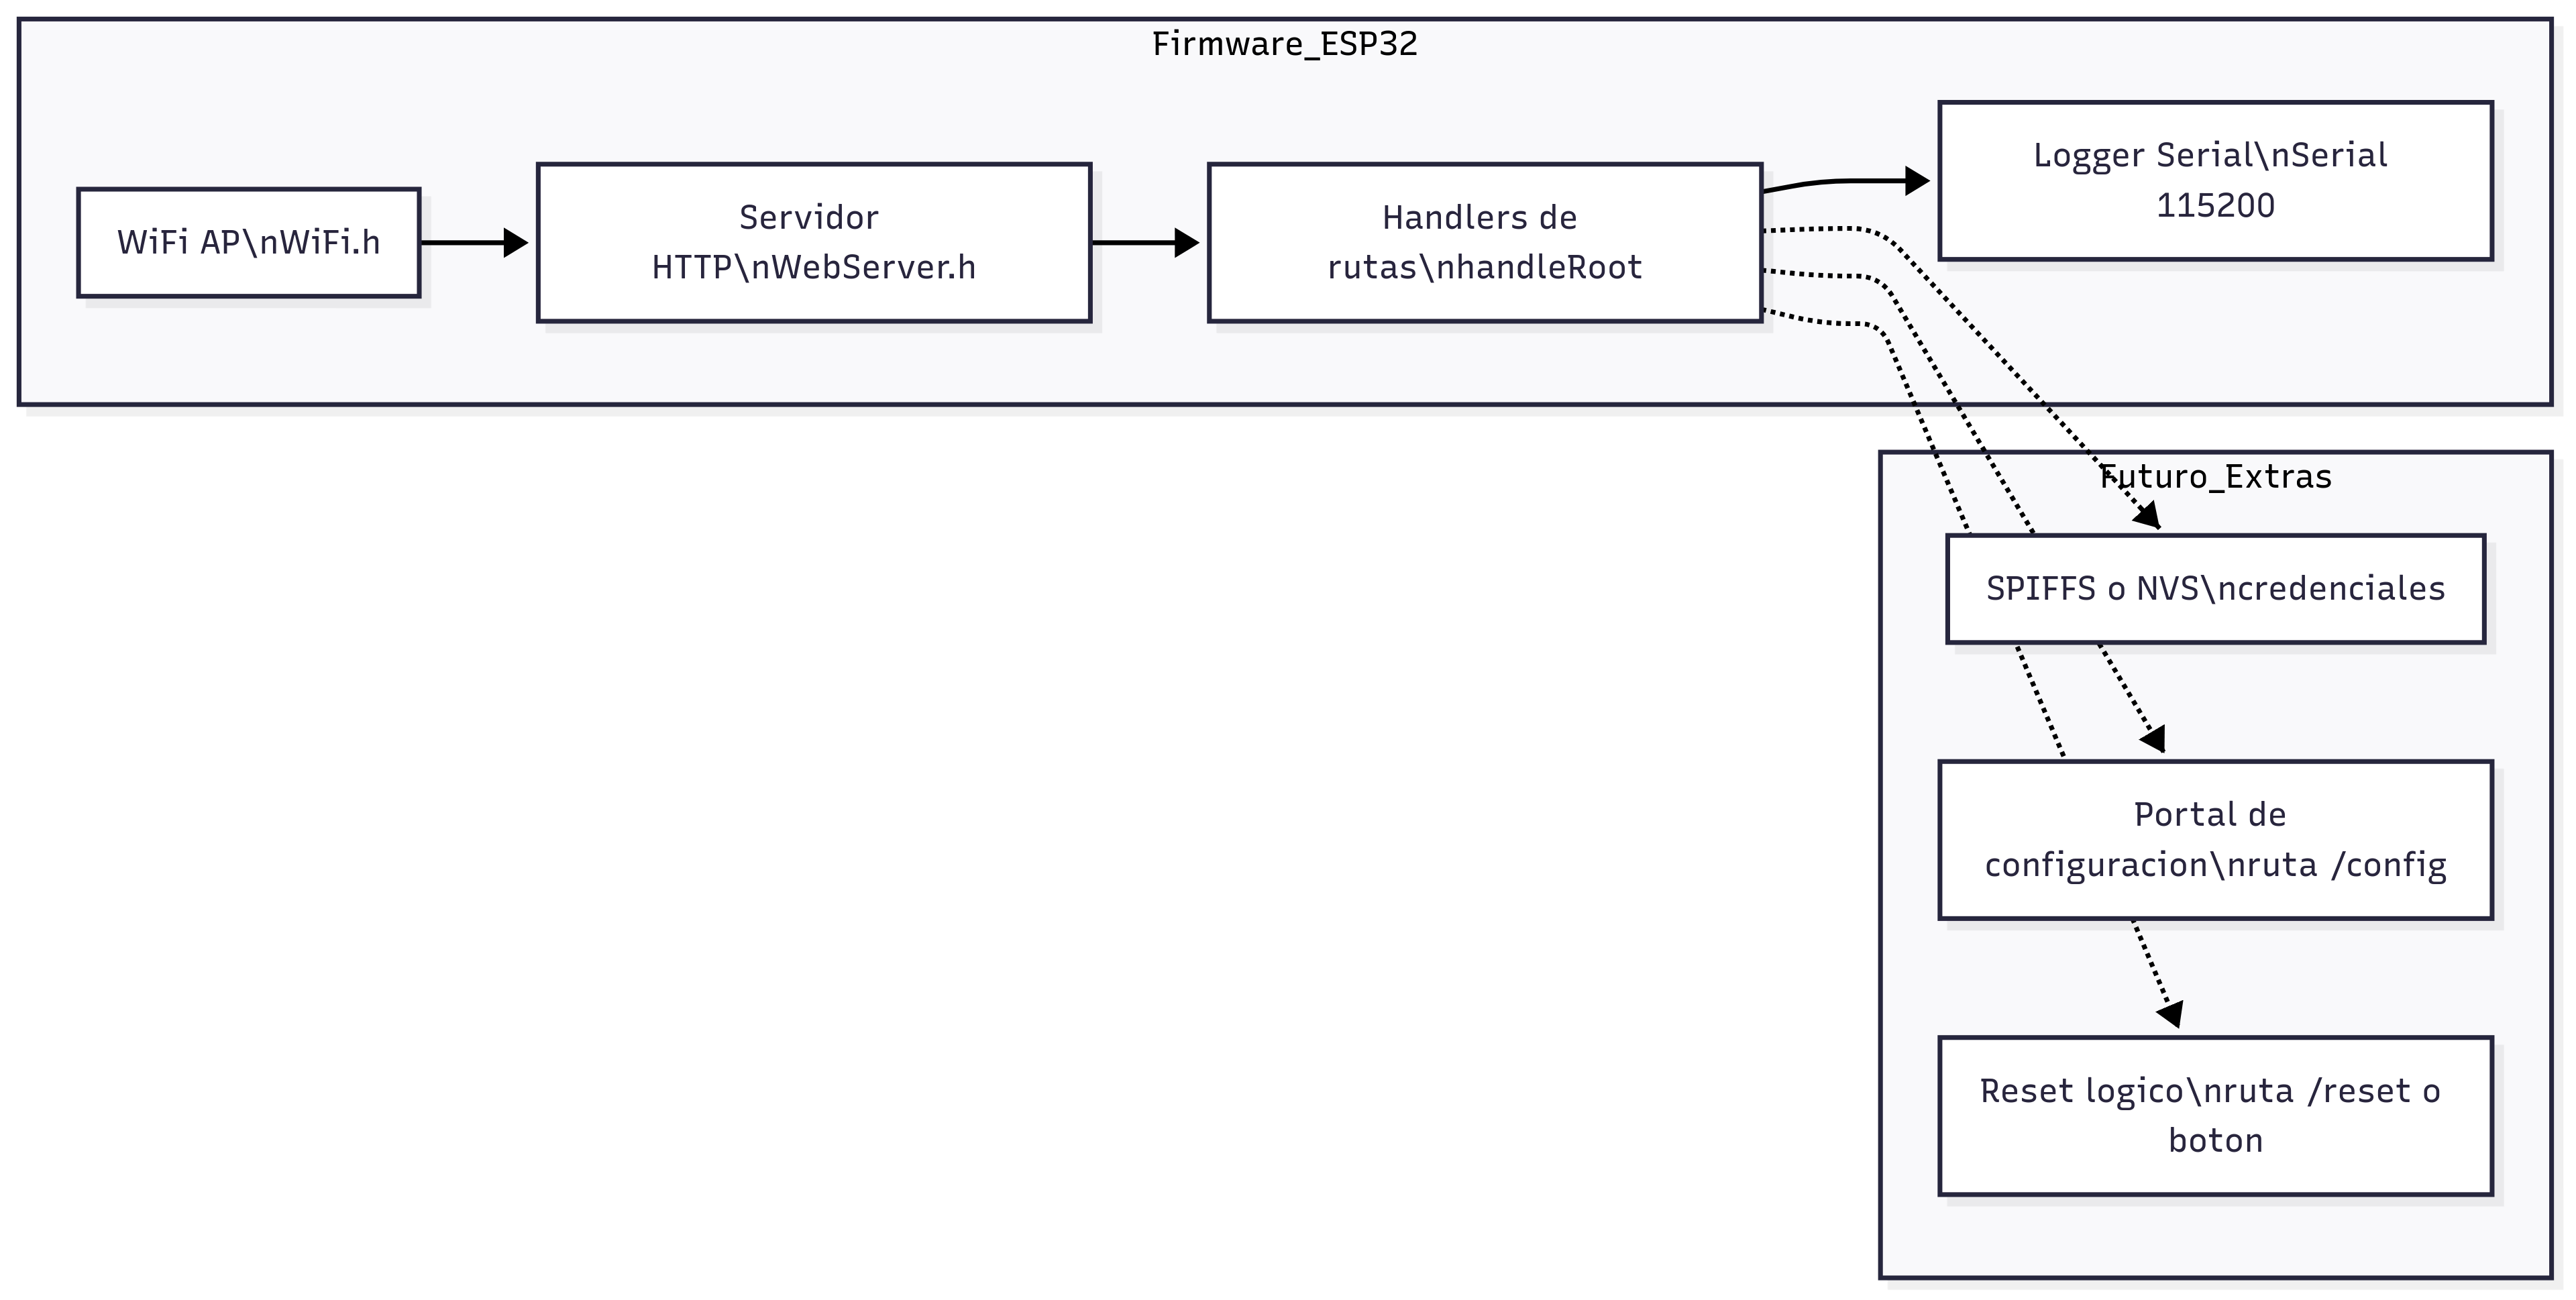 Firmware_ESP32
WiFi AP\nWiFi.h
Servidor
HTTP\nWebServer.h
Handlers de
rutas\nhandleRoot
Logger Serial\nSerial
115200
Futuro_Extras
SPIFFS o NVS\ncredenciales
Portal de
configuracion\nruta /config
Reset logico\nruta /reset o
boton